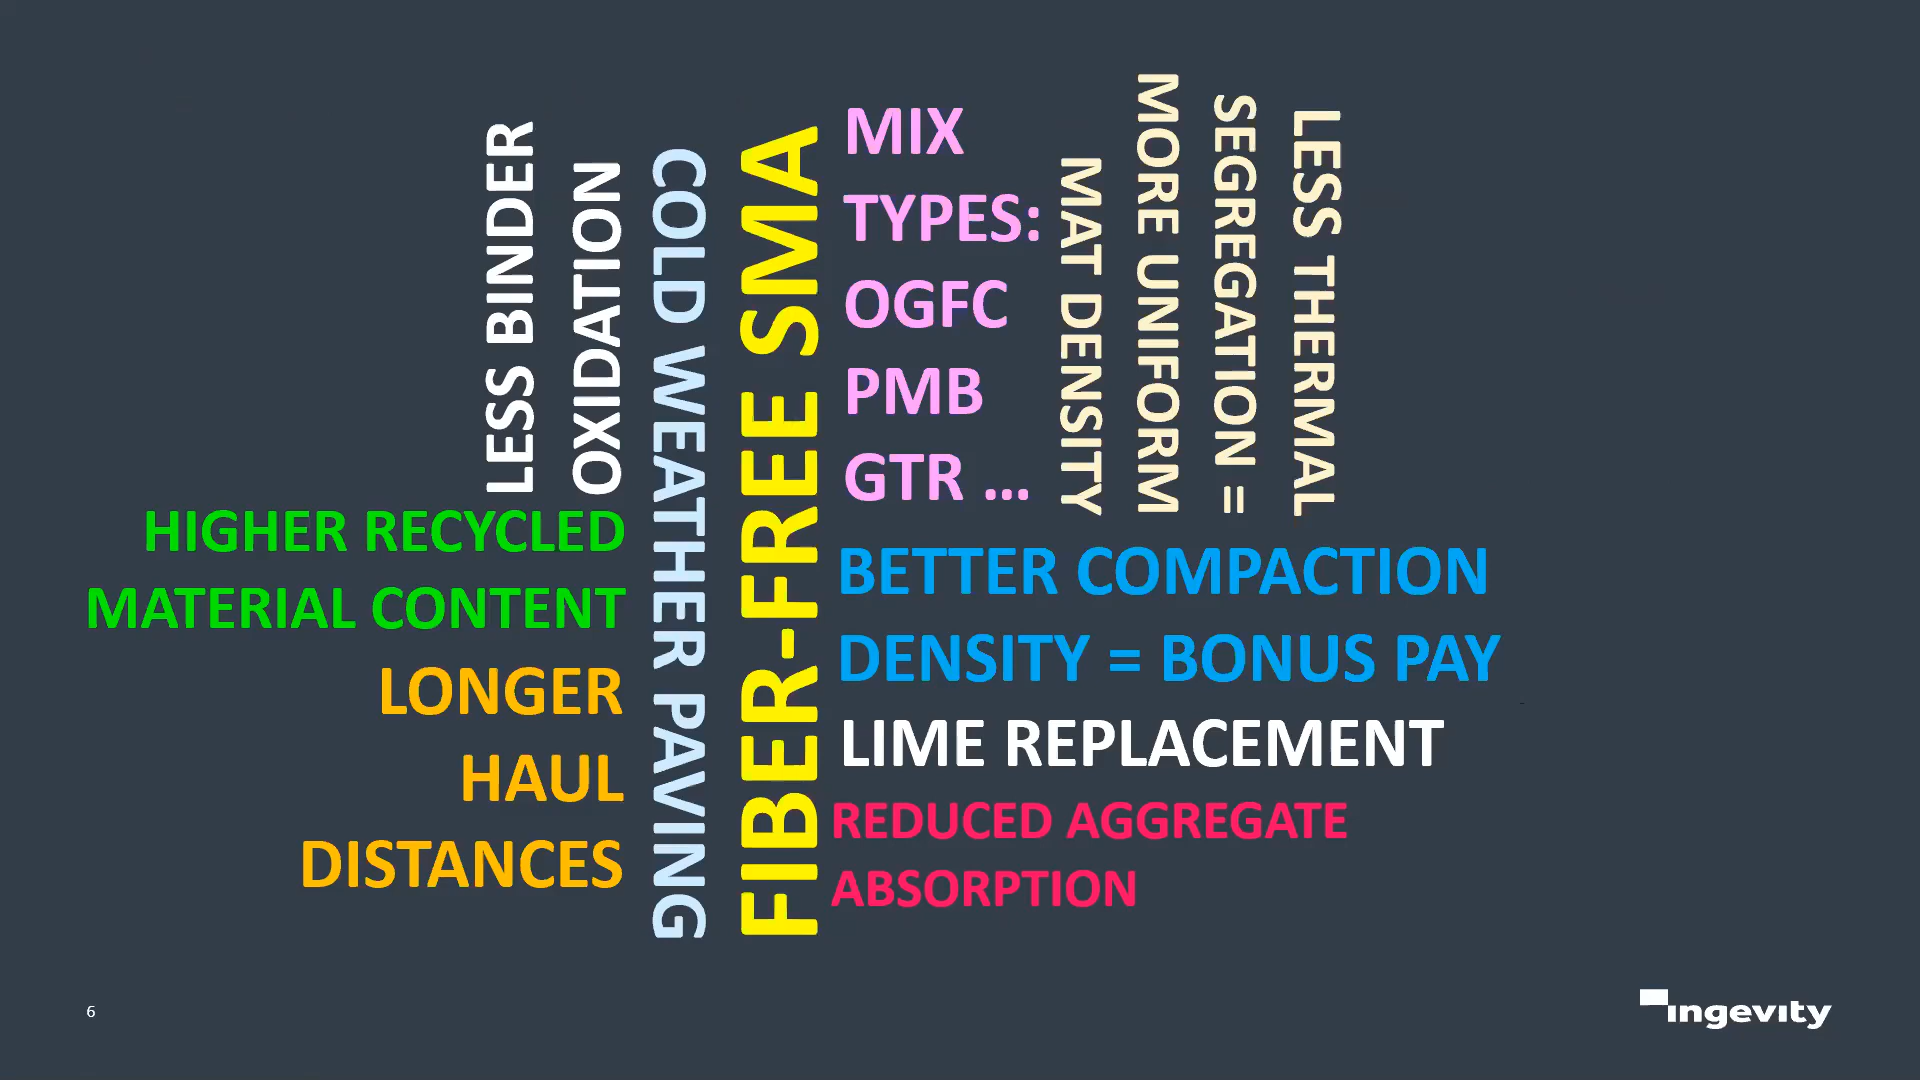 LESS BINDER
OXIDATION
COLD WEATHER PAVING
FIBER-FREE SMA
MIX
TYPES:
OGFC
PMB
GTR ...
LESS THERMAL
SEGREGATION =
MORE UNIFORM
MAT DENSITY
HIGHER RECYCLED
MATERIAL CONTENT
LONGER
HAUL
DISTANCES
BETTER COMPACTION
DENSITY = BONUS PAY
LIME REPLACEMENT
REDUCED AGGREGATE
ABSORPTION
6
ingevity